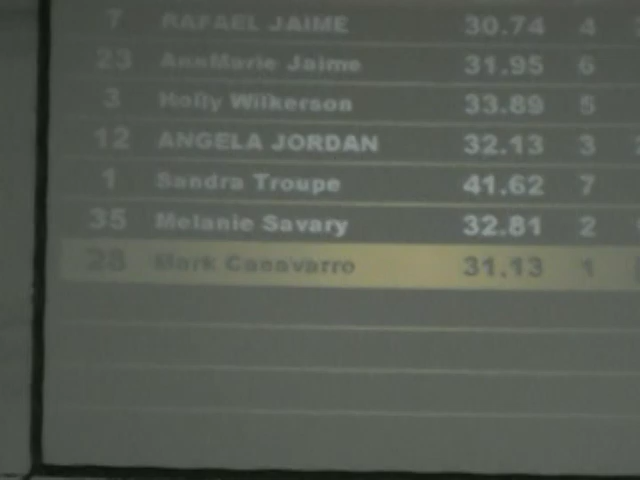 7 RAFAEL JAIME 30.74 4
23 AnnMarie Jaime 31.95 6
3 Holly Wilkerson 33.89 5
12 ANGELA JORDAN 32.13 3
1 Sandra Troupe 41.62 7
35 Melanie Savary 32.81 2
28 Mark Canavarro 31.13 1